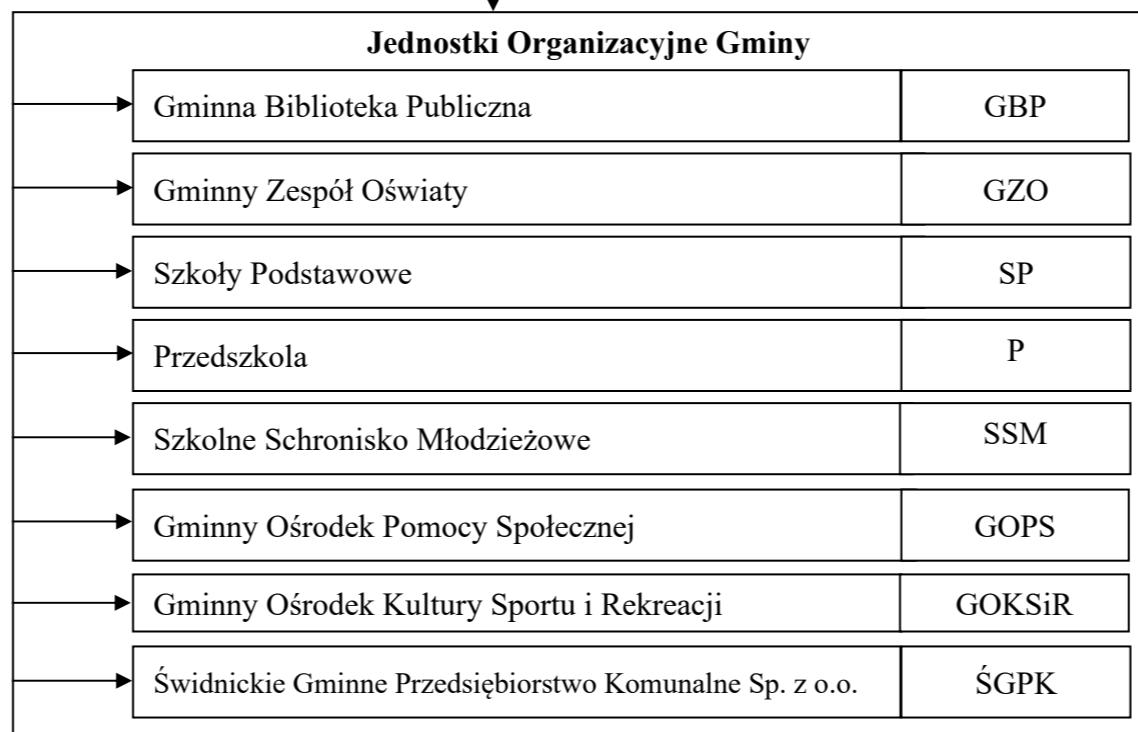 Jednostki Organizacyjne Gminy
Gminna Biblioteka Publiczna GBP
Gminny Zespół Oświaty GZO
Szkoły Podstawowe SP
Przedszkola P
Szkolne Schronisko Młodzieżowe SSM
Gminny Ośrodek Pomocy Społecznej GOPS
Gminny Ośrodek Kultury Sportu i Rekreacji GOKSiR
Świdnickie Gminne Przedsiębiorstwo Komunalne Sp. z o.o. ŚGPK